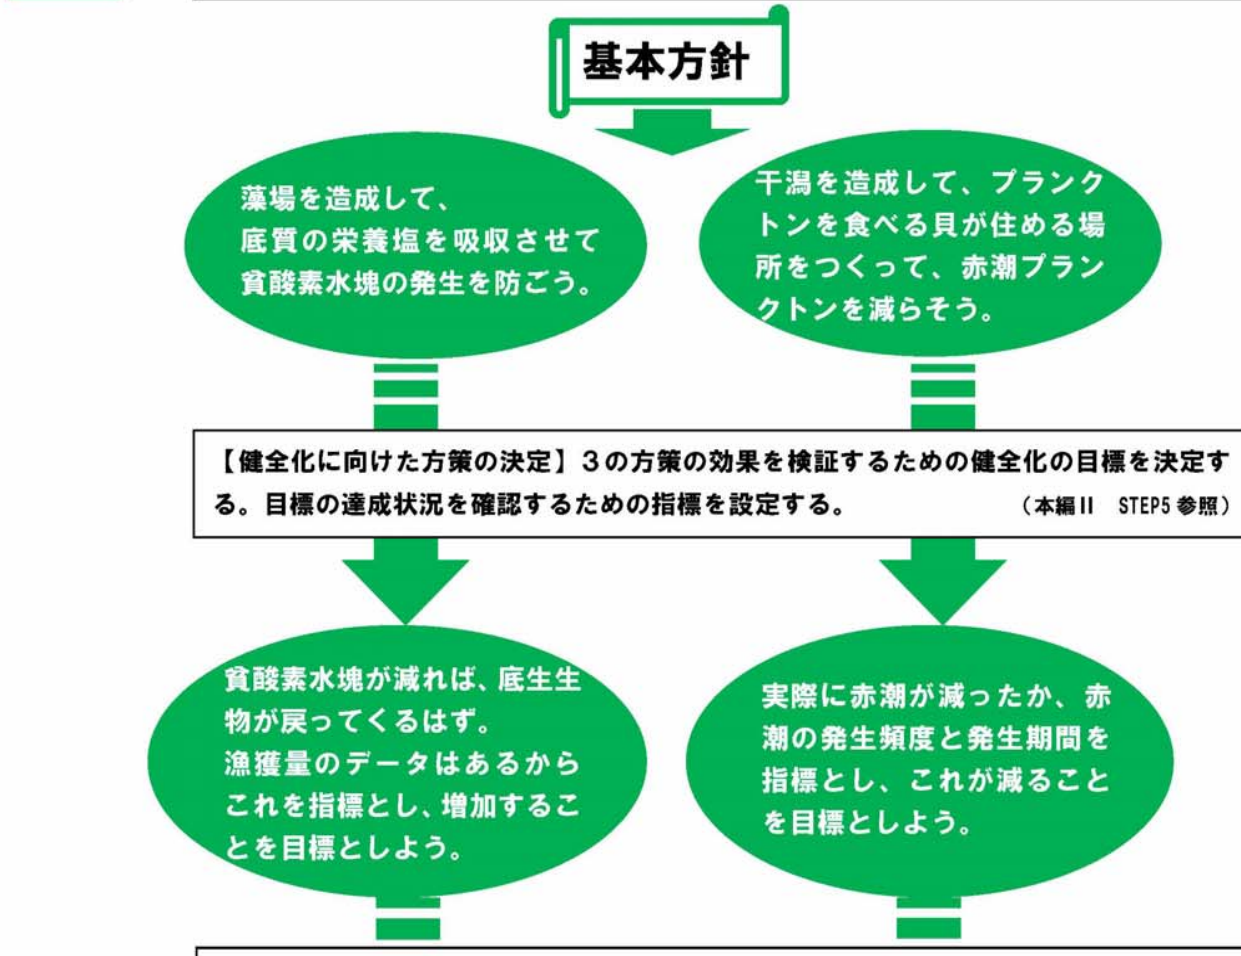 基本方針
藻場を造成して、
底質の栄養塩を吸収させて
貧酸素水塊の発生を防ごう。
干潟を造成して、プランク
トンを食べる貝が住める場
所をつくって、赤潮プラン
クトンを減らそう。
【健全化に向けた方策の決定】３の方策の効果を検証するための健全化の目標を決定す
る。目標の達成状況を確認するための指標を設定する。 （本編Ⅱ STEP5 参照）
貧酸素水塊が減れば、底生生
物が戻ってくるはず。
漁獲量のデータはあるから
これを指標とし、増加するこ
とを目標としよう。
実際に赤潮が減ったか、赤
潮の発生頻度と発生期間を
指標とし、これが減ること
を目標としよう。